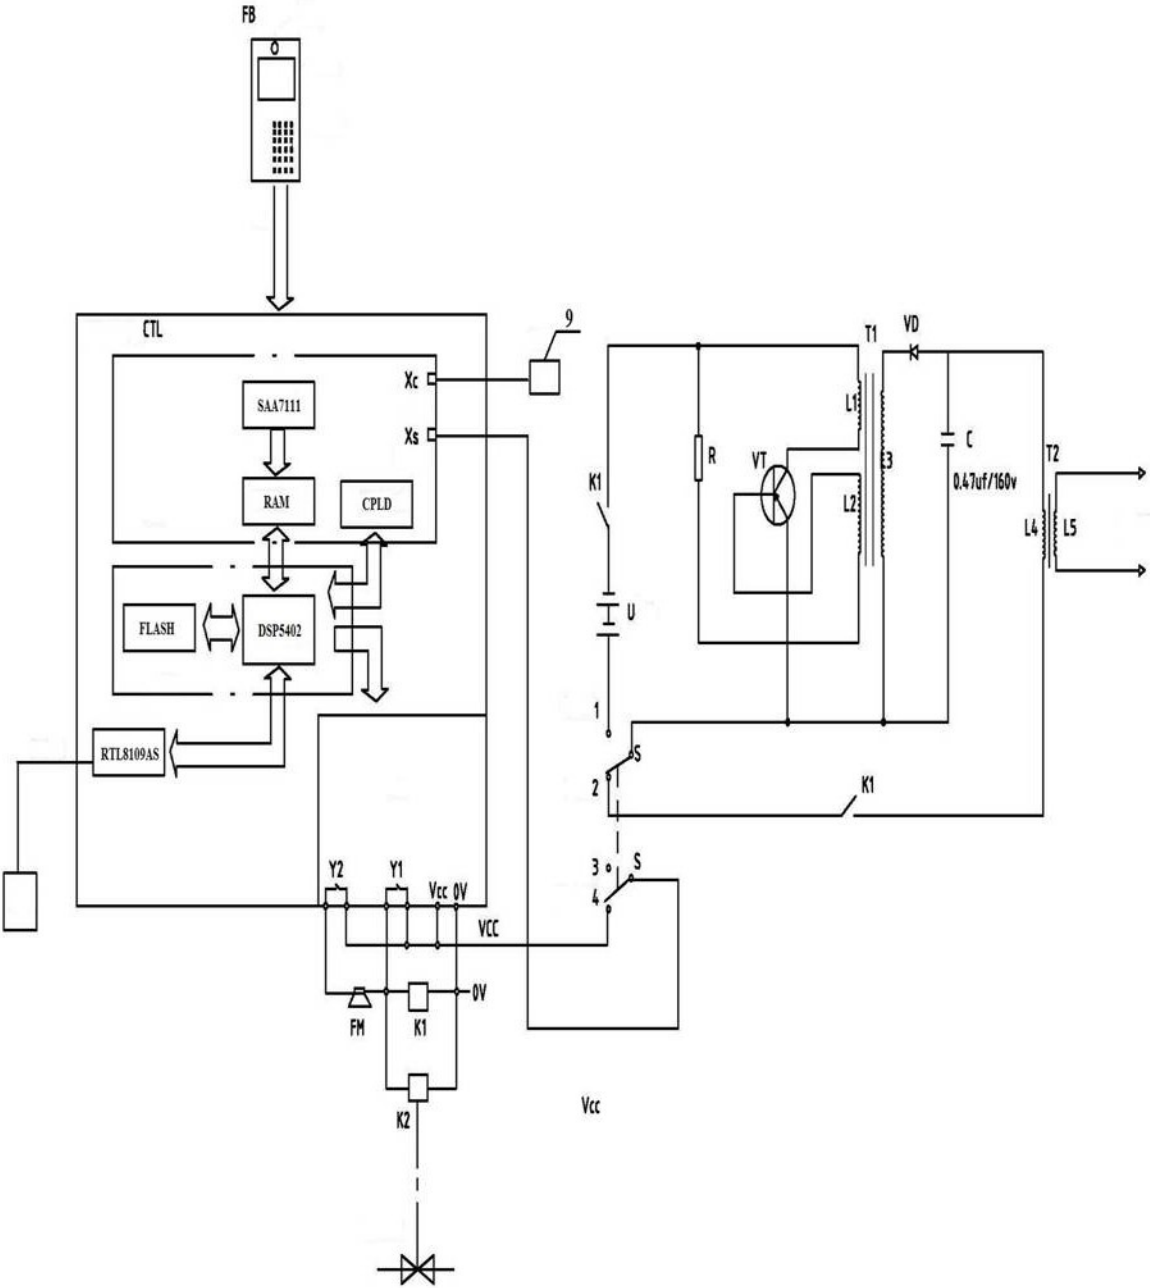 FB
CTL
9
T1
VD
Xc
SAA7111
L1
Xs
R
VT
L3
C
T2
K1
0.47uf/160v
RAM
CPLD
L2
L4
L5
U
FLASH
DSP5402
1
S
RTL8109AS
2
K1
3
S
Y2
Y1
4
Vcc
0V
VCC
0V
FM
K1
K2
Vcc